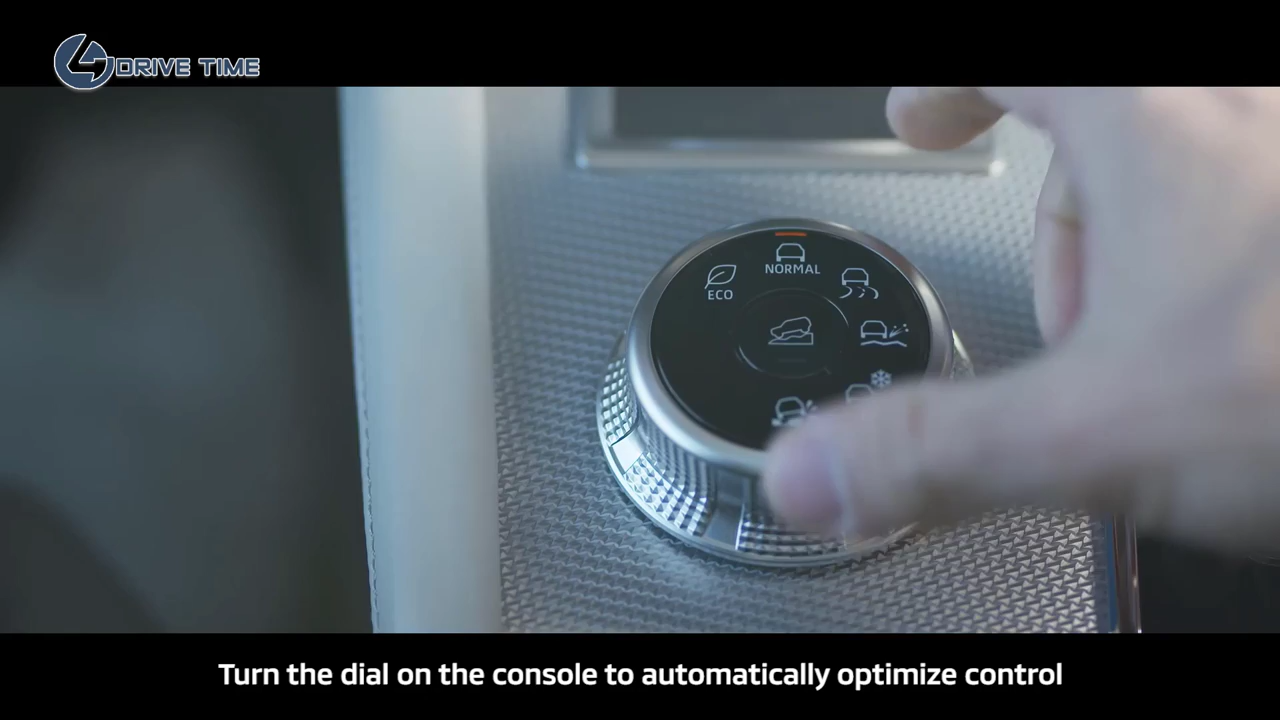 DRIVE TIME
NORMAL
ECO
Turn the dial on the console to automatically optimize control